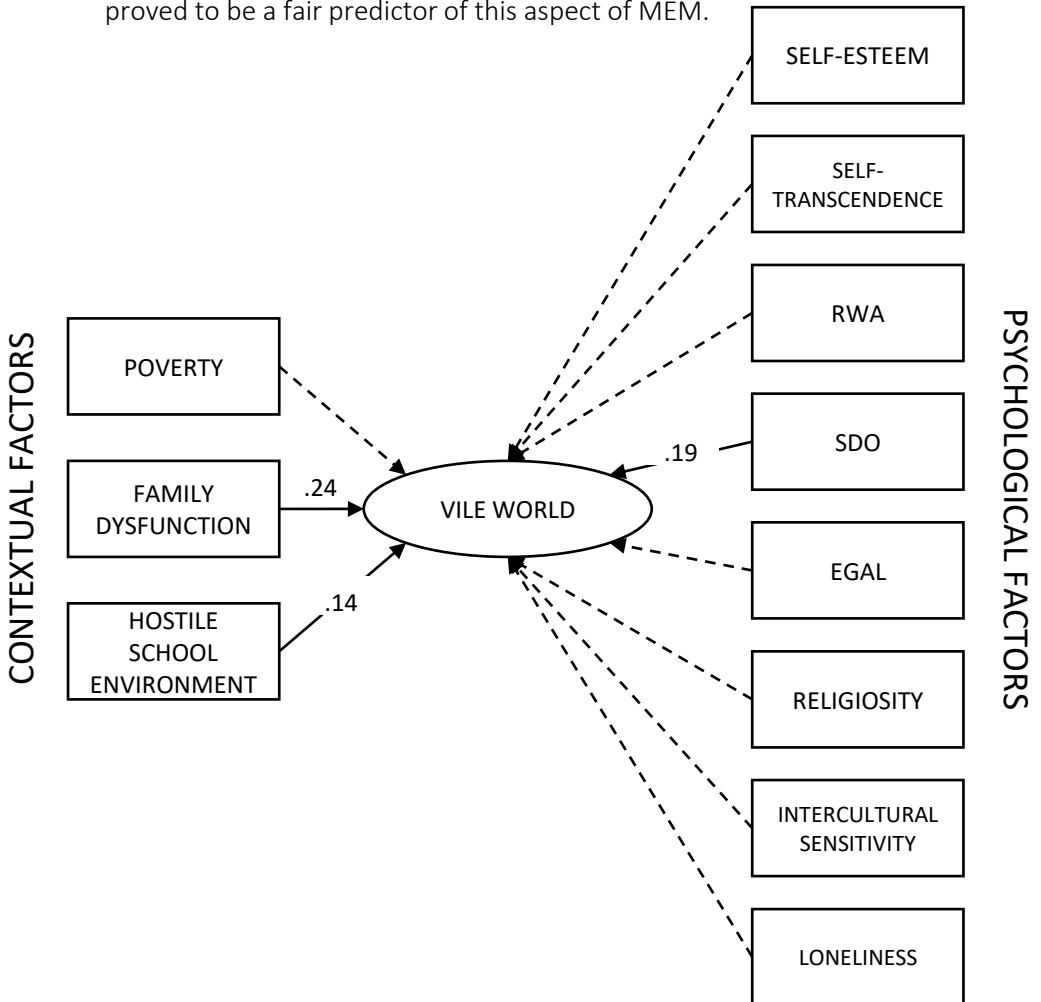 proved to be a fair predictor of this aspect of MEM.
CONTEXTUAL FACTORS
POVERTY
FAMILY
DYSFUNCTION
HOSTILE
SCHOOL
ENVIRONMENT
.24
.14
VILE WORLD
.19
SELF-ESTEEM
SELF-
TRANSCENDENCE
RWA
SDO
EGAL
RELIGIOSITY
INTERCULTURAL
SENSITIVITY
LONELINESS
PSYCHOLOGICAL FACTORS